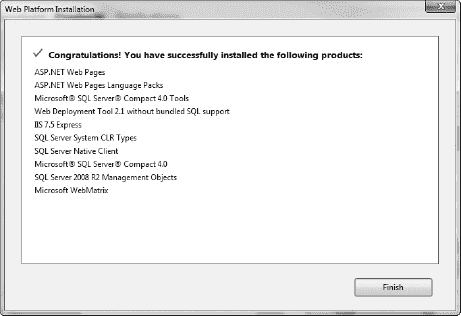 Web Platform Installation
Congratulations! You have successfully installed the following products:
ASP.NET Web Pages
ASP.NET Web Pages Language Packs
Microsoft® SQL Server® Compact 4.0 Tools
Web Deployment Tool 2.1 without bundled SQL support
IIS 7.5 Express
SQL Server System CLR Types
SQL Server Native Client
Microsoft® SQL Server® Compact 4.0
SQL Server 2008 R2 Management Objects
Microsoft WebMatrix
Finish